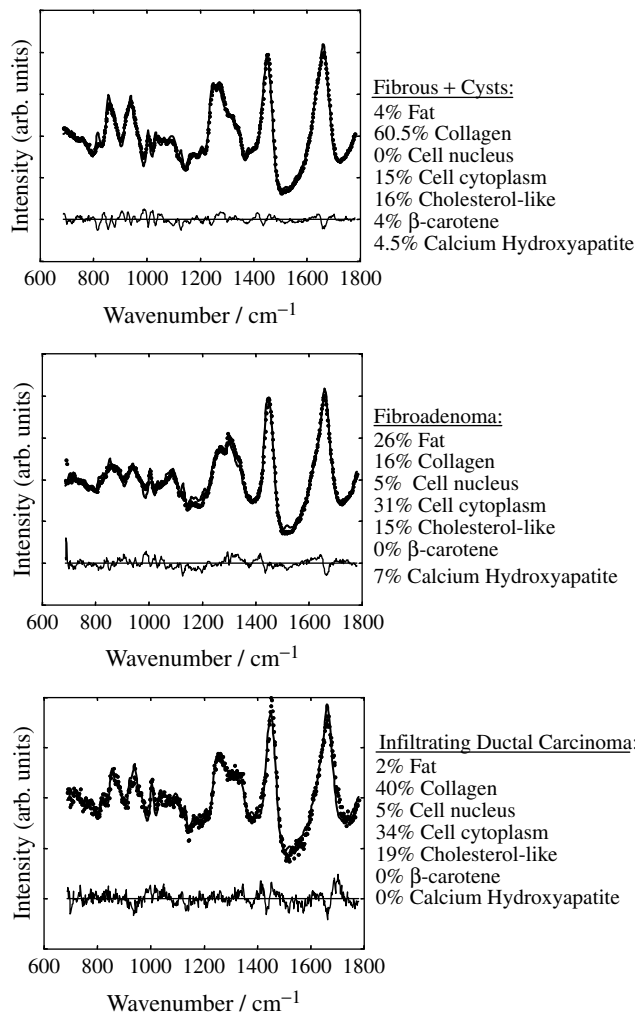 Intensity (arb. units)
600 800 1000 1200 1400 1600 1800
Wavenumber / cm⁻¹
Fibrous + Cysts:
4% Fat
60.5% Collagen
0% Cell nucleus
15% Cell cytoplasm
16% Cholesterol-like
4% β-carotene
4.5% Calcium Hydroxyapatite
Intensity (arb. units)
600 800 1000 1200 1400 1600 1800
Wavenumber / cm⁻¹
Fibroadenoma:
26% Fat
16% Collagen
5% Cell nucleus
31% Cell cytoplasm
15% Cholesterol-like
0% β-carotene
7% Calcium Hydroxyapatite
Intensity (arb. units)
600 800 1000 1200 1400 1600 1800
Wavenumber / cm⁻¹
Infiltrating Ductal Carcinoma:
2% Fat
40% Collagen
5% Cell nucleus
34% Cell cytoplasm
19% Cholesterol-like
0% β-carotene
0% Calcium Hydroxyapatite